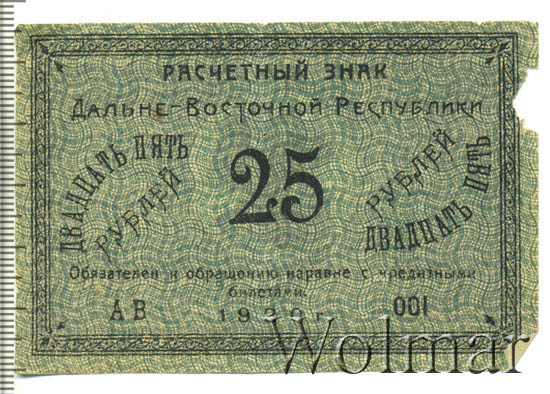 РАСЧЕТНЫЙ ЗНАК
ДАЛЬНЕ-ВОСТОЧНОЙ РЕСПУБЛИКИ
ДВАДЦАТЬ ПЯТЬ
РУБЛЕЙ
25
РУБЛЕЙ
ДВАДЦАТЬ ПЯТЬ
Обязателен к обращению наравне с кредитными
билетами.
АВ
1920 г.
001
Wolmar